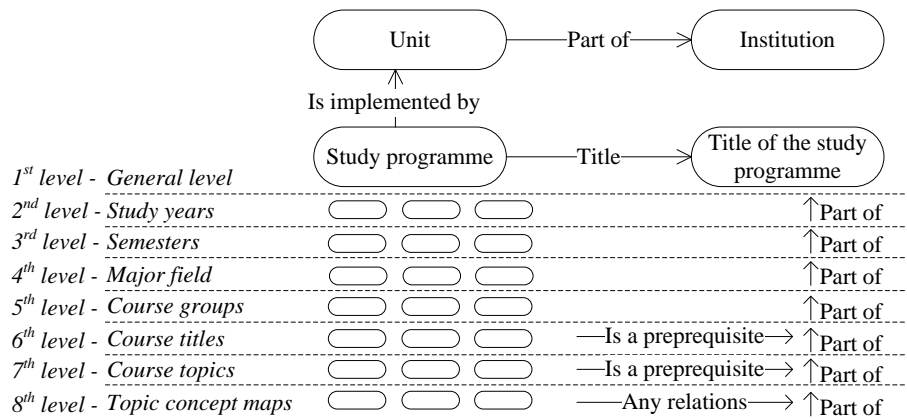 Unit Part of Institution
Is implemented by
Study programme Title Title of the study programme
1st level - General level
2nd level - Study years Part of
3rd level - Semesters Part of
4th level - Major field Part of
5th level - Course groups Part of
6th level - Course titles Is a preprequisite Part of
7th level - Course topics Is a preprequisite Part of
8th level - Topic concept maps Any relations Part of